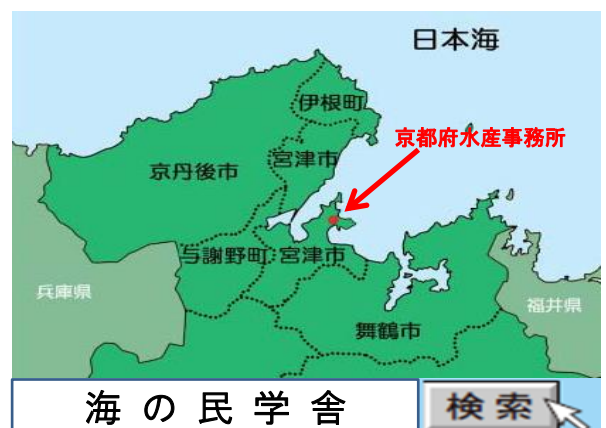 日本海
伊根町
京都府水産事務所
宮津市
京丹後市
与謝野町
宮津市
兵庫県
福井県
舞鶴市
海の民学舎
検索